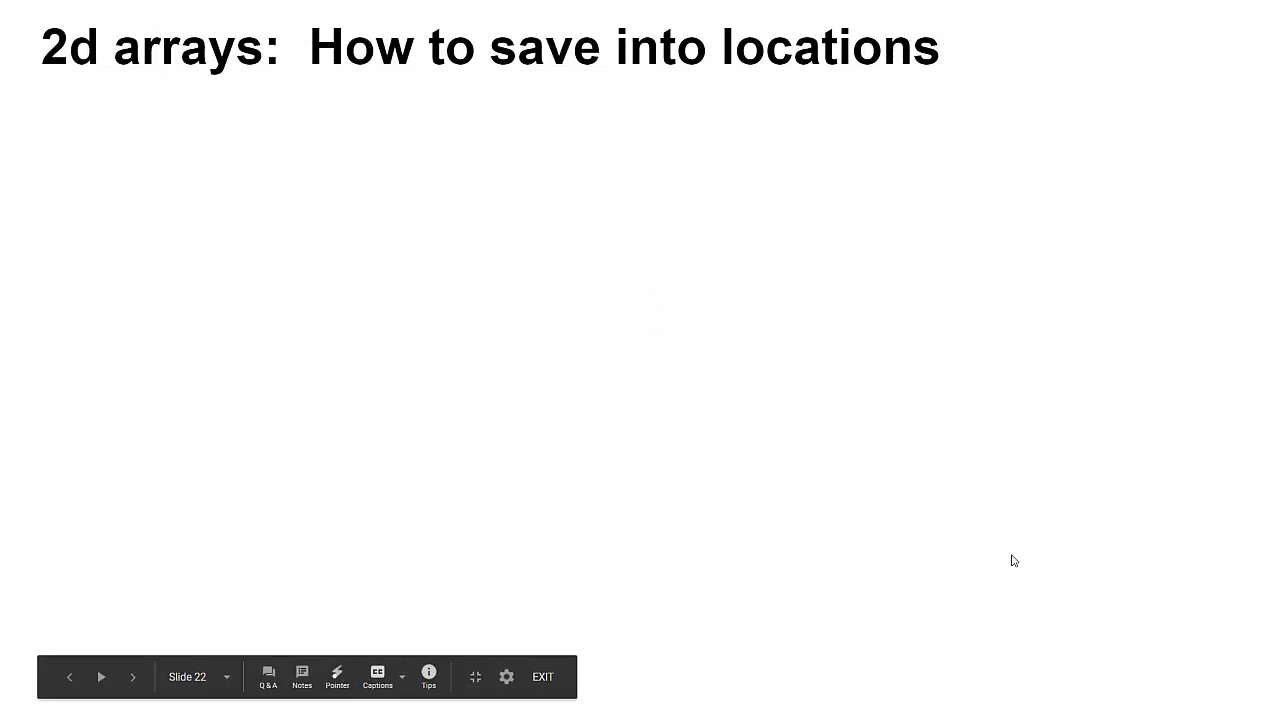 2d arrays:  How to save into locations
Slide 22
Q & A
Notes
Pointer
Captions
Tips
EXIT